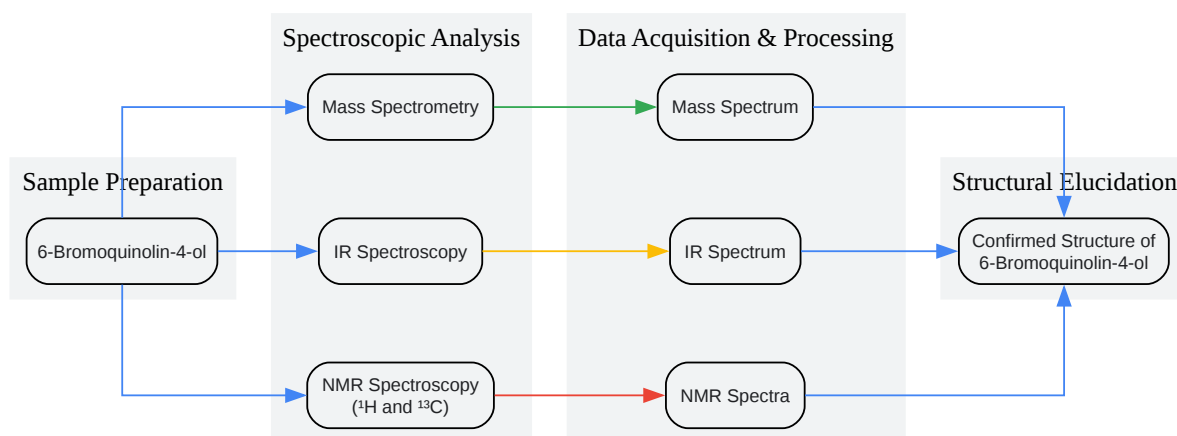 Spectroscopic Analysis
Data Acquisition & Processing
Mass Spectrometry
Mass Spectrum
Sample Preparation
Structural Elucidation
6-Bromoquinolin-4-ol
IR Spectroscopy
IR Spectrum
Confirmed Structure of
6-Bromoquinolin-4-ol
NMR Spectroscopy
(¹H and ¹³C)
NMR Spectra